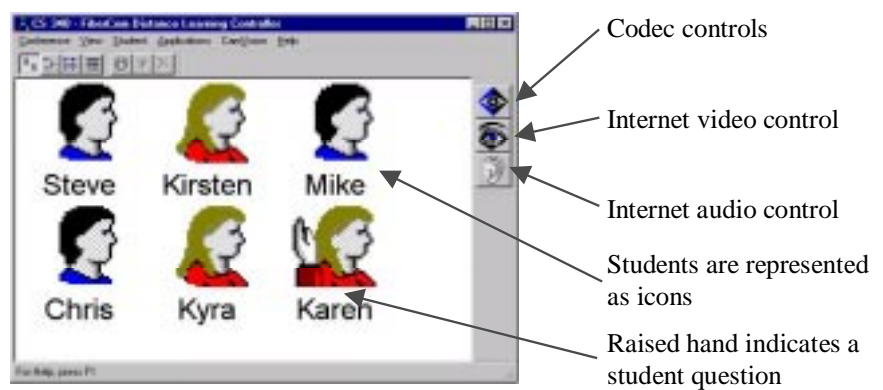 CS 240 - FiberCom Distance Learning Controller
Conference View Student Applications CamVision Help
Steve Kirsten Mike
Chris Kyra Karen
For Help, press F1
Codec controls
Internet video control
Internet audio control
Students are represented
as icons
Raised hand indicates a
student question